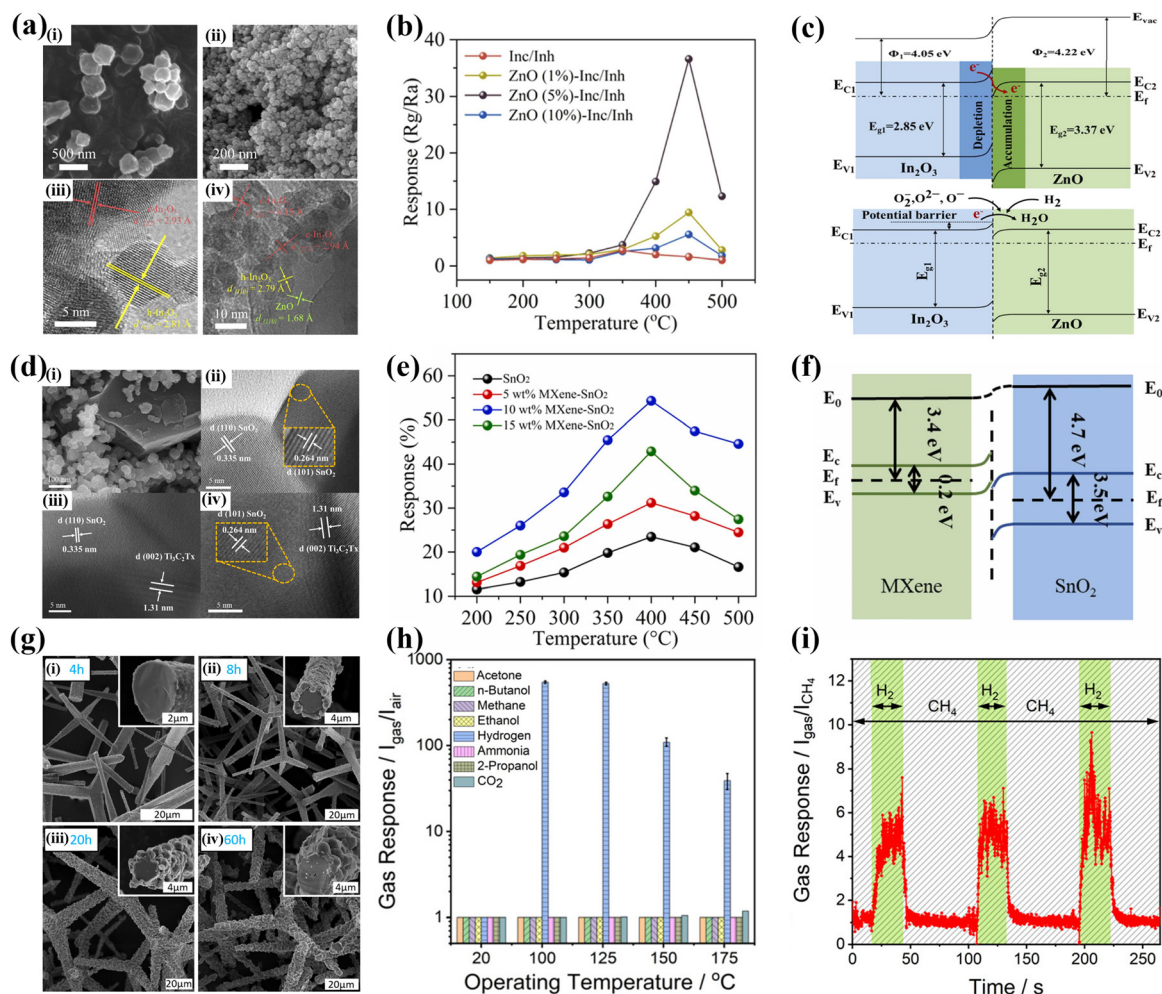 (a)
(i)
500 nm
(ii)
200 nm
(iii)
5 nm
(iv)
h-In₂O₃
ZnO
10 nm
(b)
Response (Rg/Ra)
40
35
30
25
20
15
10
5
0
Inc/Inh
ZnO (1%)-Inc/Inh
ZnO (5%)-Inc/Inh
ZnO (10%)-Inc/Inh
100
200
300
400
500
Temperature (°C)
(c)
Evac
Φ₁=4.05 eV
Φ₂=4.22 eV
e⁻
e⁻
EC1
EC2
Ef
Depletion
Accumulation
Eg1=2.85 eV
Eg2=3.37 eV
EV1
In₂O₃
ZnO
EV2
O₂⁻,O²⁻, O⁻
H₂
e⁻
H₂O
Potential barrier
EC1
EC2
Ef
Eg1
Eg2
EV1
In₂O₃
ZnO
EV2
(d)
(i)
100 nm
(ii)
d (110) SnO₂
0.335 nm
0.264 nm
d (101) SnO₂
5 nm
(iii)
d (110) SnO₂
0.335 nm
d (002) Ti₃C₂Tx
1.31 nm
5 nm
(iv)
d (101) SnO₂
0.264 nm
1.31 nm
d (002) Ti₃C₂Tx
5 nm
(e)
Response (%)
60
50
40
30
20
10
SnO₂
5 wt% MXene-SnO₂
10 wt% MXene-SnO₂
15 wt% MXene-SnO₂
200 250 300 350 400 450 500
Temperature (°C)
(f)
E₀
E₀
3.4 eV
4.7 eV
Ec
Ef
Ev
0.2 eV
Ec
3.5eV
Ef
Ev
MXene
SnO₂
(g)
(i) 4h
2μm
20μm
(ii) 8h
4μm
20μm
(iii) 20h
4μm
20μm
(iv) 60h
4μm
20μm
(h)
Gas Response / Igas/Iair
1000
100
10
1
Acetone
n-Butanol
Methane
Ethanol
Hydrogen
Ammonia
2-Propanol
CO₂
20 100 125 150 175
Operating Temperature / °C
(i)
Gas Response / Igas/ICH₄
12
10
8
6
4
2
0
H₂
CH₄
H₂
CH₄
H₂
0 50 100 150 200 250
Time / s